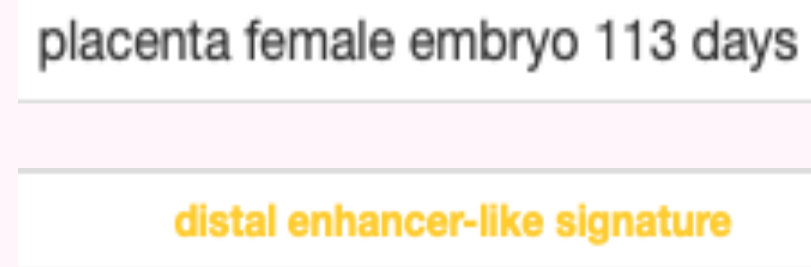 placenta female embryo 113 days
distal enhancer-like signature